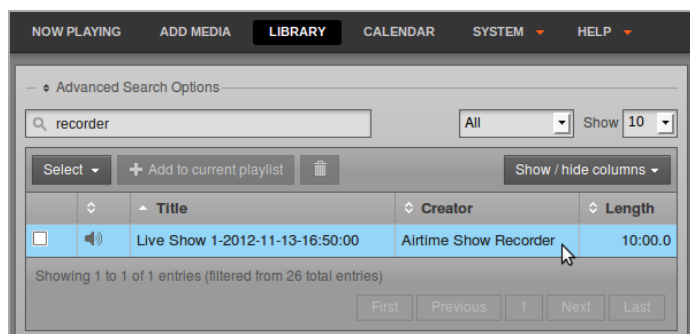 NOW PLAYING ADD MEDIA LIBRARY CALENDAR SYSTEM HELP
Advanced Search Options
recorder All Show 10
Select + Add to current playlist Show / hide columns
Title Creator Length
Live Show 1-2012-11-13-16:50:00 Airtime Show Recorder 10:00.0
Showing 1 to 1 of 1 entries (filtered from 26 total entries)
First Previous 1 Next Last